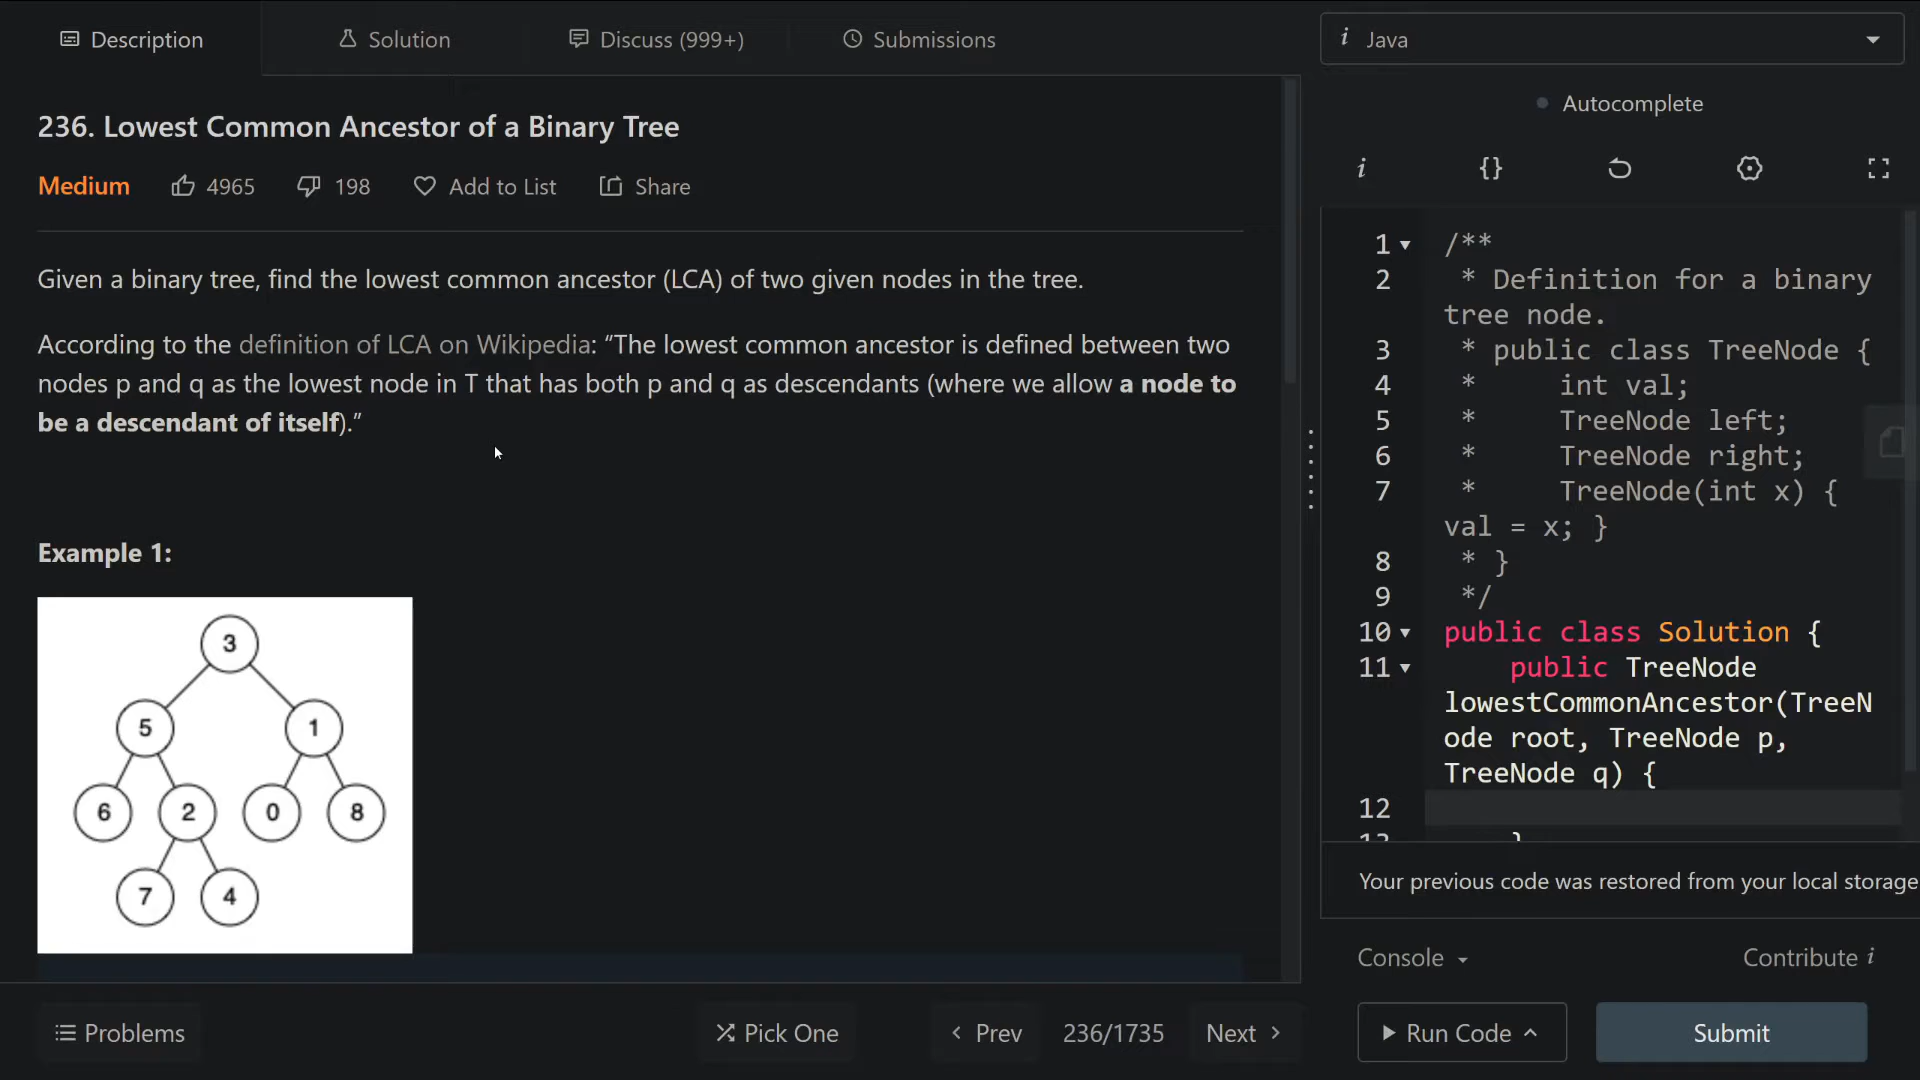 Description
Solution
Discuss (999+)
Submissions
i Java
Autocomplete
236. Lowest Common Ancestor of a Binary Tree
Medium
4965
198
Add to List
Share
i {}
Given a binary tree, find the lowest common ancestor (LCA) of two given nodes in the tree.
According to the definition of LCA on Wikipedia: “The lowest common ancestor is defined between two
nodes p and q as the lowest node in T that has both p and q as descendants (where we allow a node to
be a descendant of itself).”
Example 1:
3
5 1
6 2 0 8
7 4
1 /**
2 * Definition for a binary
tree node.
3 * public class TreeNode {
4 * int val;
5 * TreeNode left;
6 * TreeNode right;
7 * TreeNode(int x) {
val = x; }
8 * }
9 */
10 public class Solution {
11 public TreeNode
lowestCommonAncestor(TreeN
ode root, TreeNode p,
TreeNode q) {
12
13 }
Your previous code was restored from your local storage
Console
Contribute i
Problems
Pick One
Prev
236/1735
Next
Run Code
Submit